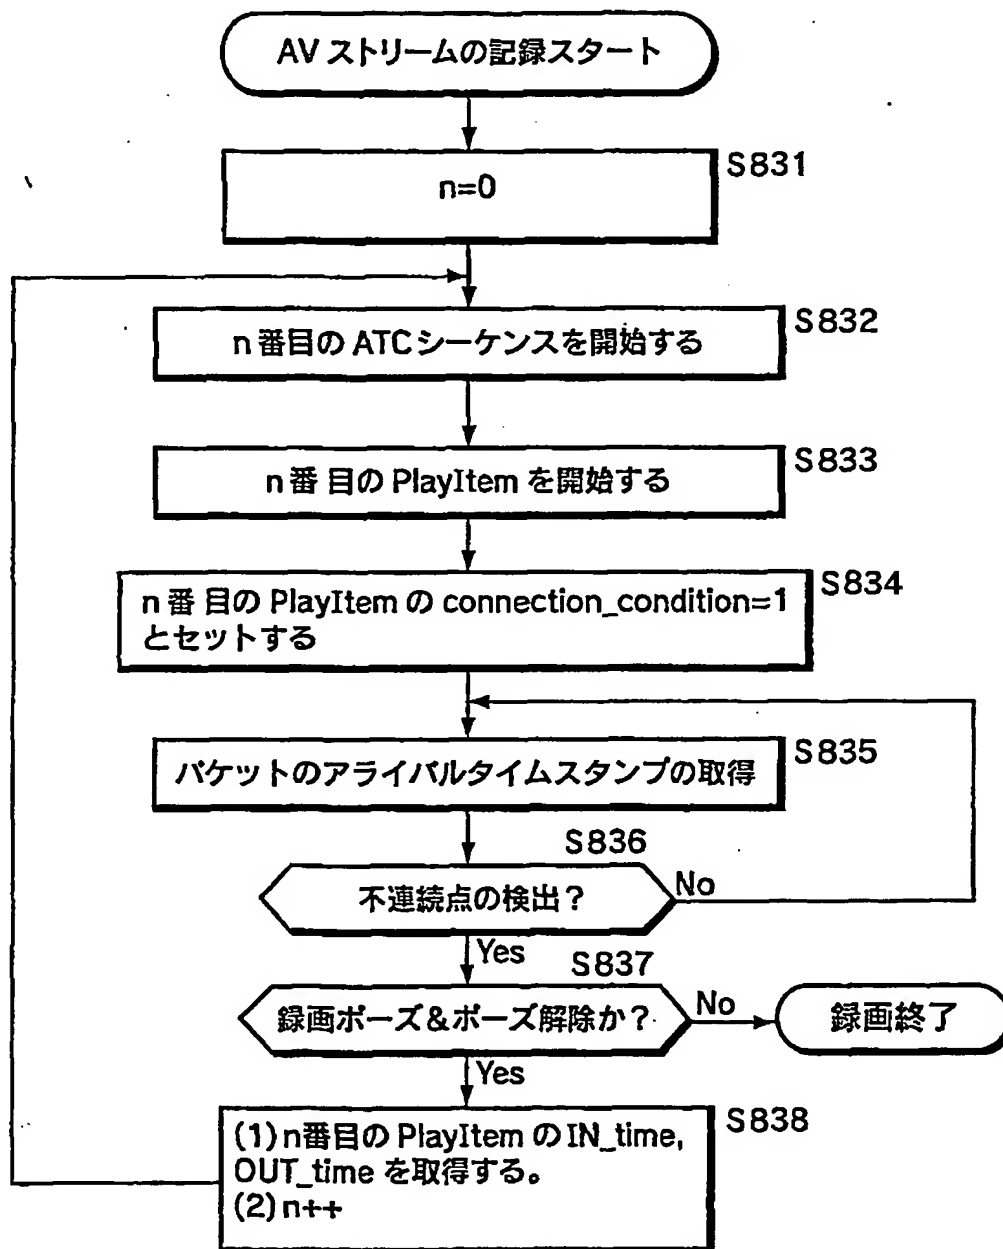 AV ストリームの記録スタート
S831
n=0
S832
n 番目の ATCシーケンスを開始する
S833
n 番 目の PlayItem を開始する
S834
n 番 目の PlayItem の connection_condition=1
とセットする
S835
パケットのアライバルタイムスタンプの取得
S836
不連続点の検出？
No
Yes
S837
録画ポーズ&ポーズ解除か？
No
録画終了
Yes
S838
(1)n番目の PlayItem の IN_time,
OUT_time を取得する。
(2)n++